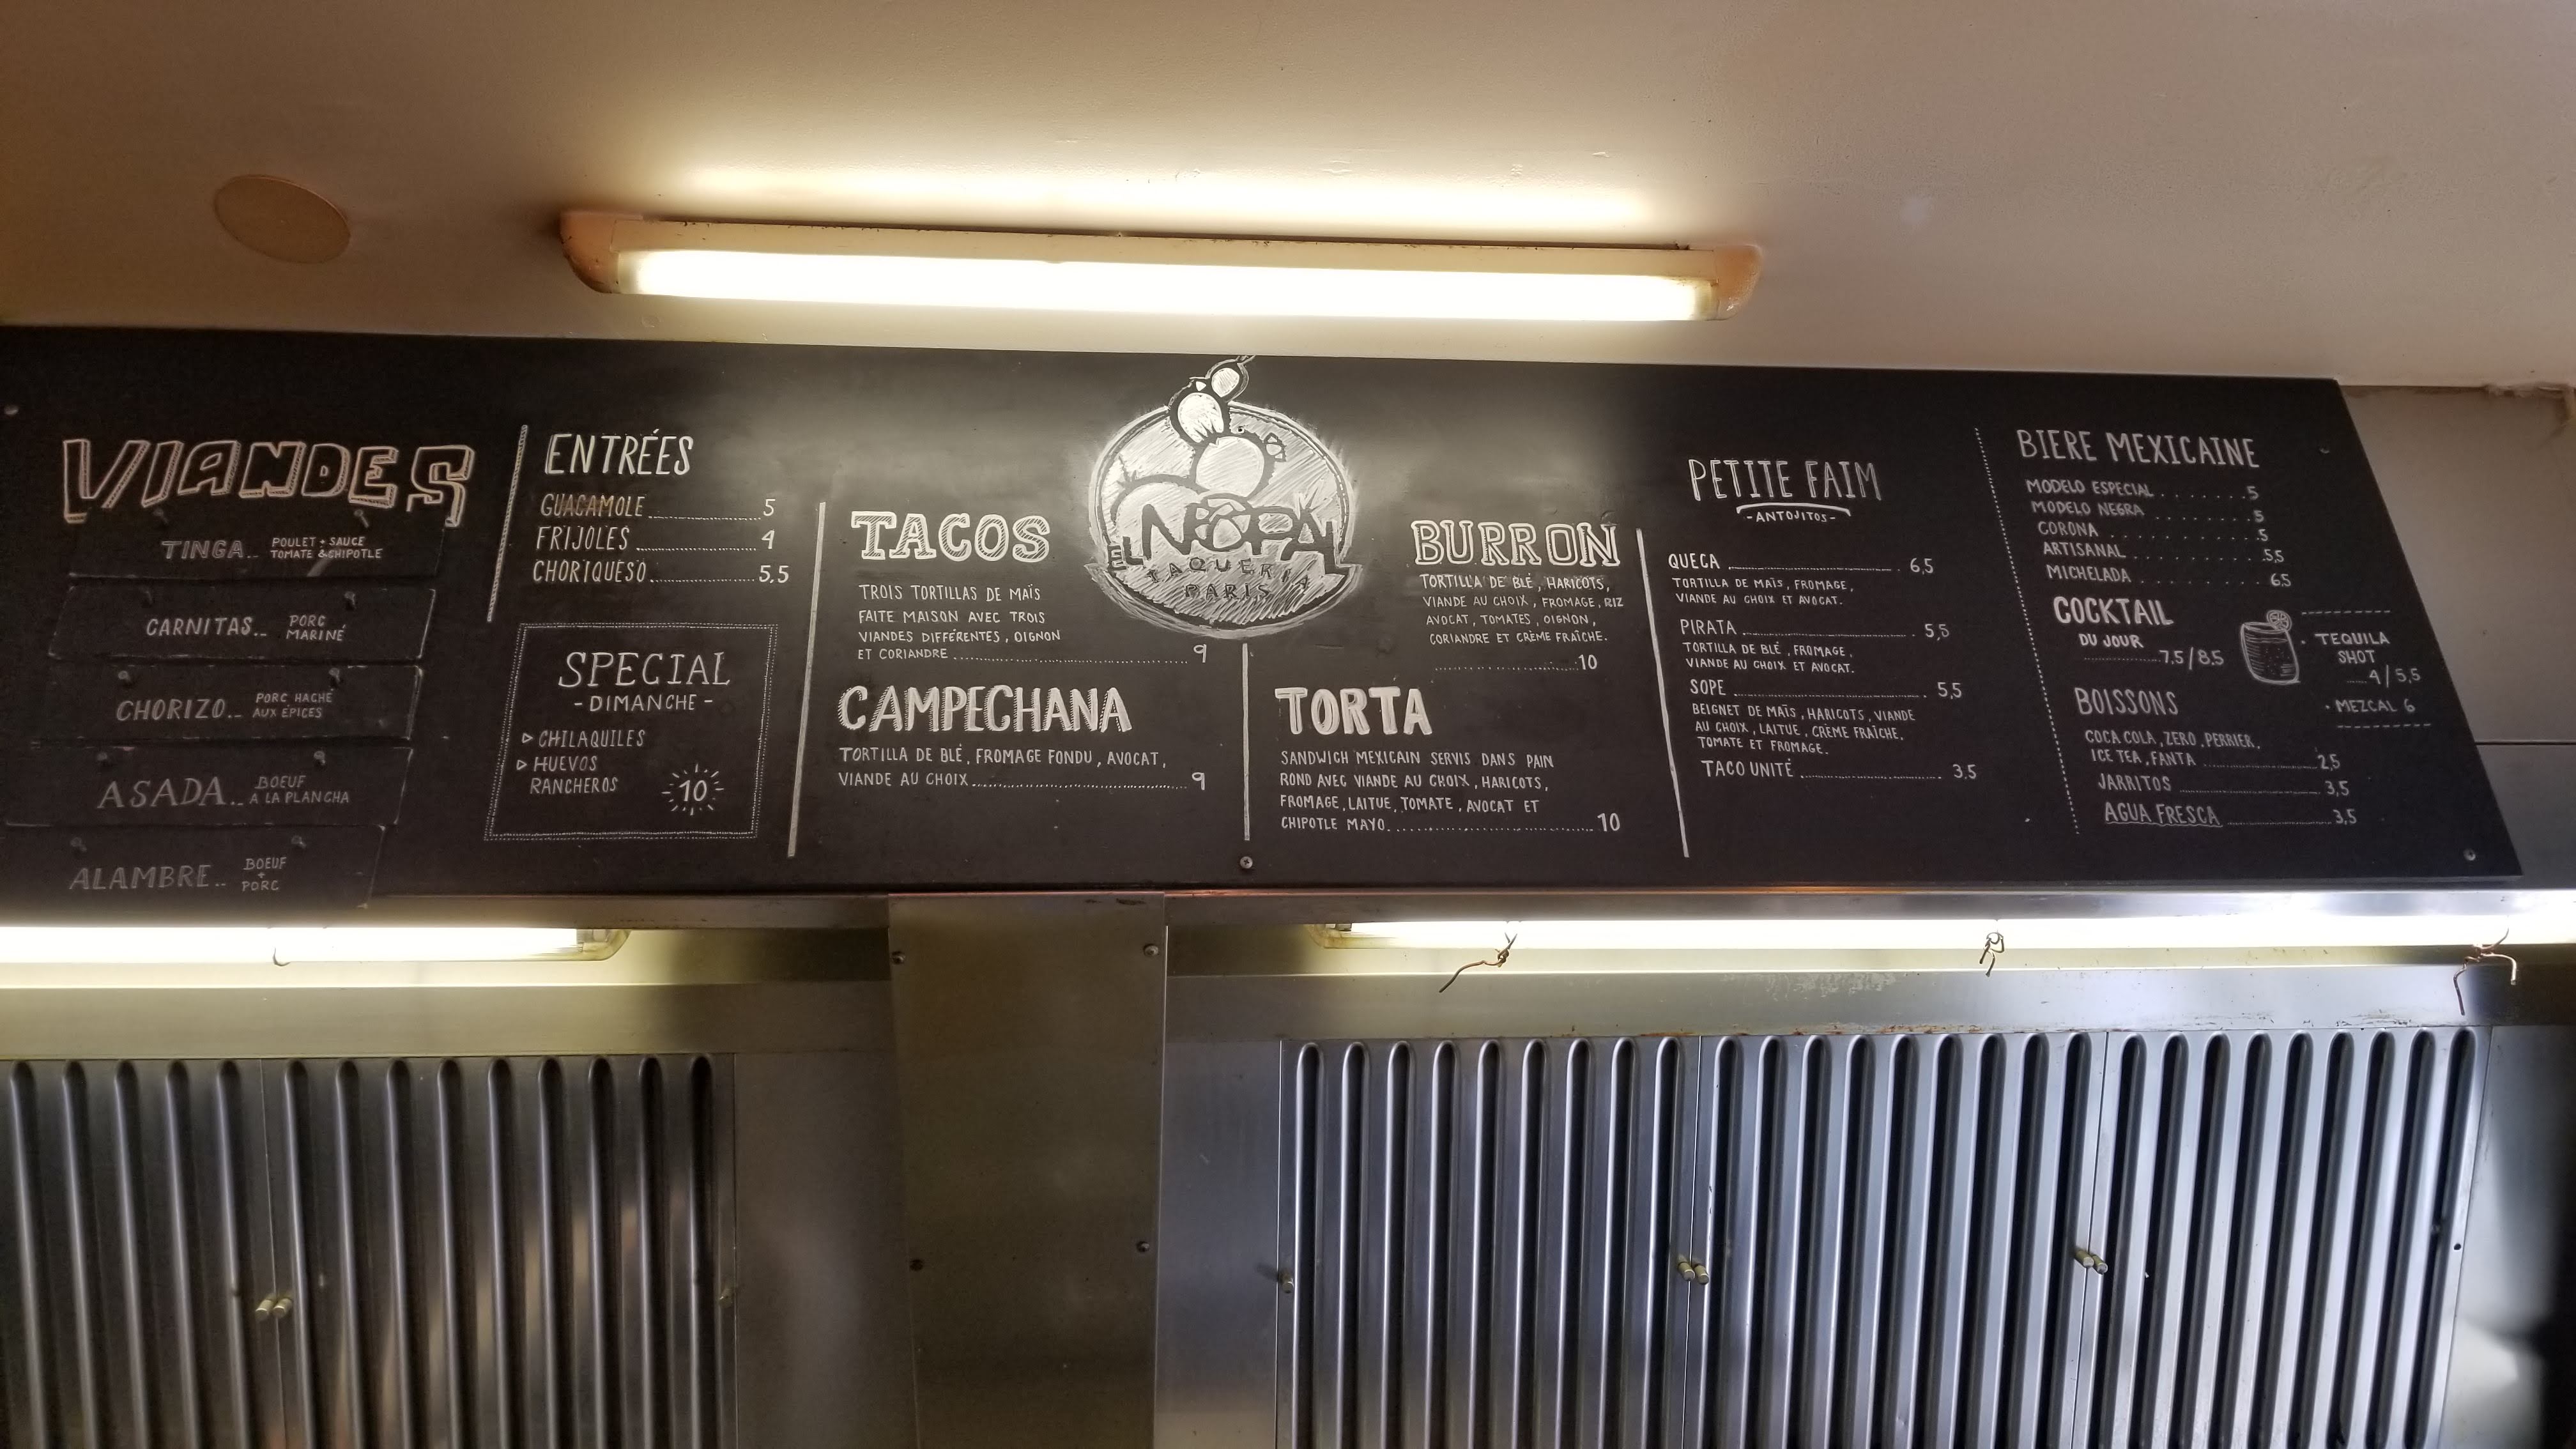 VIANDES
TINGA.. POULET + SAUCE
TOMATE & CHIPOTLE
CARNITAS... PORC
MARINÉ
CHORIZO... PORC HACHÉ
AUX ÉPICES
ASADA.. BOEUF
A LA PLANCHA
ALAMBRE.. BOEUF
+
PORC
ENTRÉES
GUACAMOLE 5
FRIJOLES 4
CHORIQUESO 5,5
SPECIAL
- DIMANCHE -
▷ CHILAQUILES
▷ HUEVOS
RANCHEROS
10
TACOS
TROIS TORTILLAS DE MAÏS
FAITE MAISON AVEC TROIS
VIANDES DIFFÉRENTES, OIGNON
ET CORIANDRE 9
CAMPECHANA
TORTILLA DE BLÉ, FROMAGE FONDU, AVOCAT,
VIANDE AU CHOIX 9
EL NOPAL
TAQUERIA
PARIS
BURRON
TORTILLA DE BLÉ, HARICOTS,
VIANDE AU CHOIX, FROMAGE, RIZ
AVOCAT, TOMATES, OIGNON,
CORIANDRE ET CRÈME FRAÎCHE.
10
TORTA
SANDWICH MEXICAIN SERVIS DANS PAIN
ROND AVEC VIANDE AU CHOIX, HARICOTS,
FROMAGE, LAITUE, TOMATE, AVOCAT ET
CHIPOTLE MAYO 10
PETITE FAIM
- ANTOJITOS -
QUECA 6,5
TORTILLA DE MAÏS, FROMAGE,
VIANDE AU CHOIX ET AVOCAT.
PIRATA 5,5
TORTILLA DE BLÉ, FROMAGE,
VIANDE AU CHOIX ET AVOCAT.
SOPE 5,5
BEIGNET DE MAÏS, HARICOTS, VIANDE
AU CHOIX, LAITUE, CRÈME FRAÎCHE,
TOMATE ET FROMAGE.
TACO UNITÉ 3,5
BIERE MEXICAINE
MODELO ESPECIAL 5
MODELO NEGRA 5
CORONA 5
ARTISANAL 5,5
MICHELADA 6,5
COCKTAIL
DU JOUR
7,5/8,5
• TEQUILA
SHOT
4/5,5
• MEZCAL 6
BOISSONS
COCA COLA, ZERO, PERRIER,
ICE TEA, FANTA 2,5
JARRITOS 3,5
AGUA FRESCA 3,5